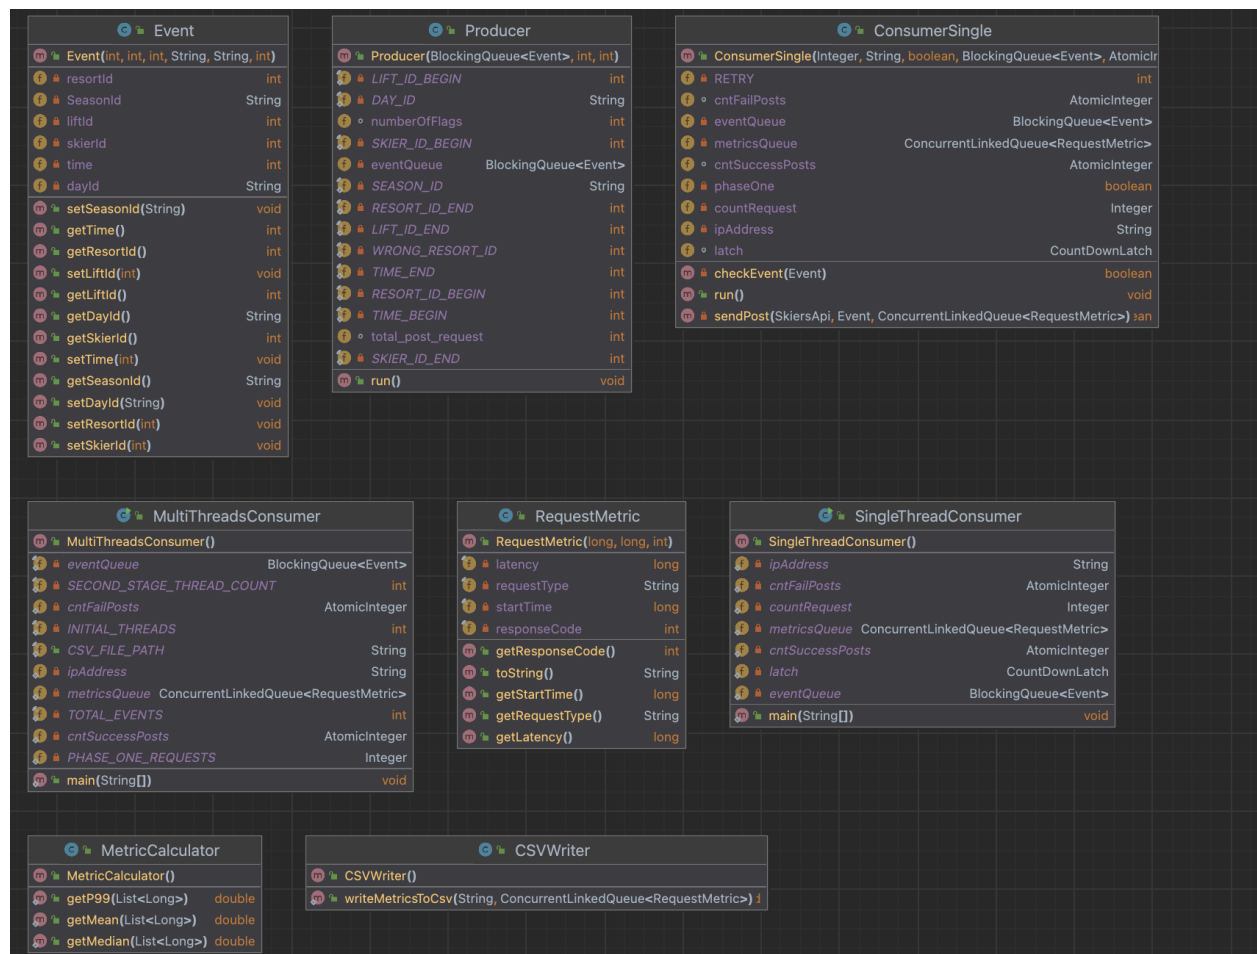 Event
Event(int, int, int, String, String, int)
resortId int
SeasonId String
liftId int
skierId int
time int
dayId String
setSeasonId(String) void
getTime() int
getResortId() int
setLiftId(int) void
getLiftId() int
getDayId() String
getSkierId() int
setTime(int) void
getSeasonId() String
setDayId(String) void
setResortId(int) void
setSkierId(int) void
Producer
Producer(BlockingQueue<Event>, int, int)
LIFT_ID_BEGIN int
DAY_ID String
numberOfFlags int
SKIER_ID_BEGIN int
eventQueue BlockingQueue<Event>
SEASON_ID String
RESORT_ID_END int
LIFT_ID_END int
WRONG_RESORT_ID int
TIME_END int
RESORT_ID_BEGIN int
TIME_BEGIN int
total_post_request int
SKIER_ID_END int
run() void
ConsumerSingle
ConsumerSingle(Integer, String, boolean, BlockingQueue<Event>, AtomicIr
RETRY int
cntFailPosts AtomicInteger
eventQueue BlockingQueue<Event>
metricsQueue ConcurrentLinkedQueue<RequestMetric>
cntSuccessPosts AtomicInteger
phaseOne boolean
countRequest Integer
ipAddress String
latch CountDownLatch
checkEvent(Event) boolean
run() void
sendPost(SkiersApi, Event, ConcurrentLinkedQueue<RequestMetric>) ean
MultiThreadsConsumer
MultiThreadsConsumer()
eventQueue BlockingQueue<Event>
SECOND_STAGE_THREAD_COUNT int
cntFailPosts AtomicInteger
INITIAL_THREADS int
CSV_FILE_PATH String
ipAddress String
metricsQueue ConcurrentLinkedQueue<RequestMetric>
TOTAL_EVENTS int
cntSuccessPosts AtomicInteger
PHASE_ONE_REQUESTS Integer
main(String[]) void
RequestMetric
RequestMetric(long, long, int)
latency long
requestType String
startTime long
responseCode int
getResponseCode() int
toString() String
getStartTime() long
getRequestType() String
getLatency() long
SingleThreadConsumer
SingleThreadConsumer()
ipAddress String
cntFailPosts AtomicInteger
countRequest Integer
metricsQueue ConcurrentLinkedQueue<RequestMetric>
cntSuccessPosts AtomicInteger
latch CountDownLatch
eventQueue BlockingQueue<Event>
main(String[]) void
MetricCalculator
MetricCalculator()
getP99(List<Long>) double
getMean(List<Long>) double
getMedian(List<Long>) double
CSVWriter
CSVWriter()
writeMetricsToCsv(String, ConcurrentLinkedQueue<RequestMetric>)